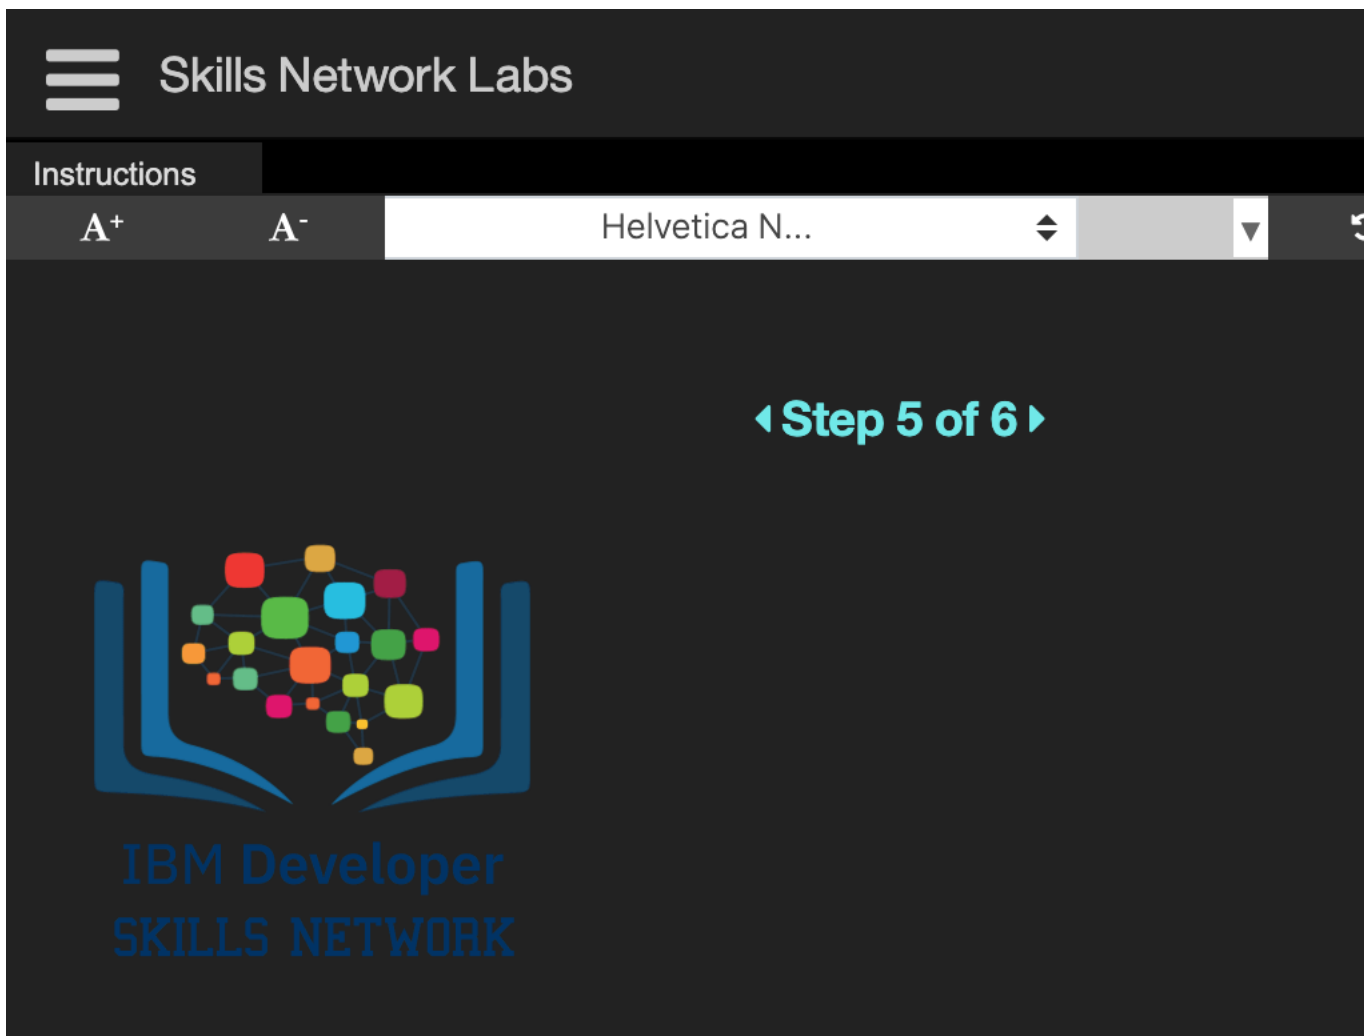 Skills Network Labs
Instructions
A+ A- Helvetica N...
Step 5 of 6
IBM Developer
SKILLS NETWORK